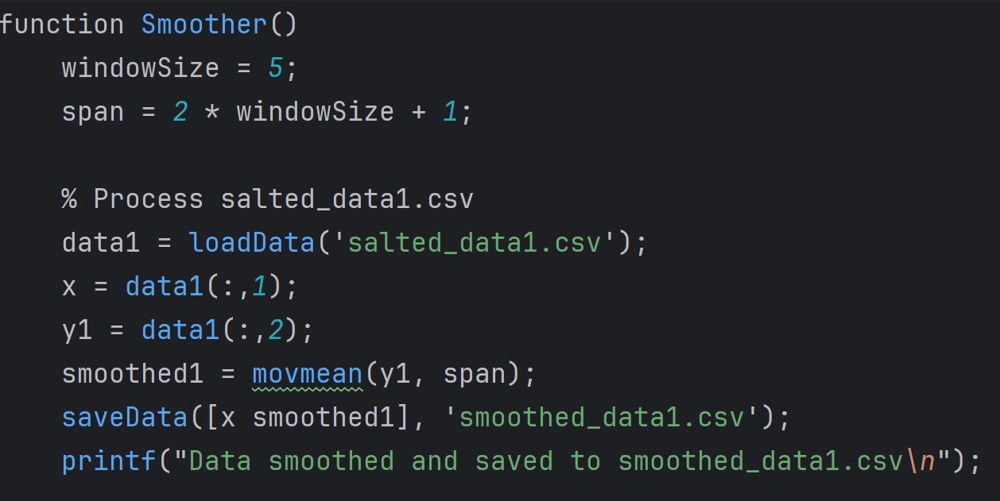 function Smoother()
    windowSize = 5;
    span = 2 * windowSize + 1;

    % Process salted_data1.csv
    data1 = loadData('salted_data1.csv');
    x = data1(:,1);
    y1 = data1(:,2);
    smoothed1 = movmean(y1, span);
    saveData([x smoothed1], 'smoothed_data1.csv');
    printf("Data smoothed and saved to smoothed_data1.csv\n");